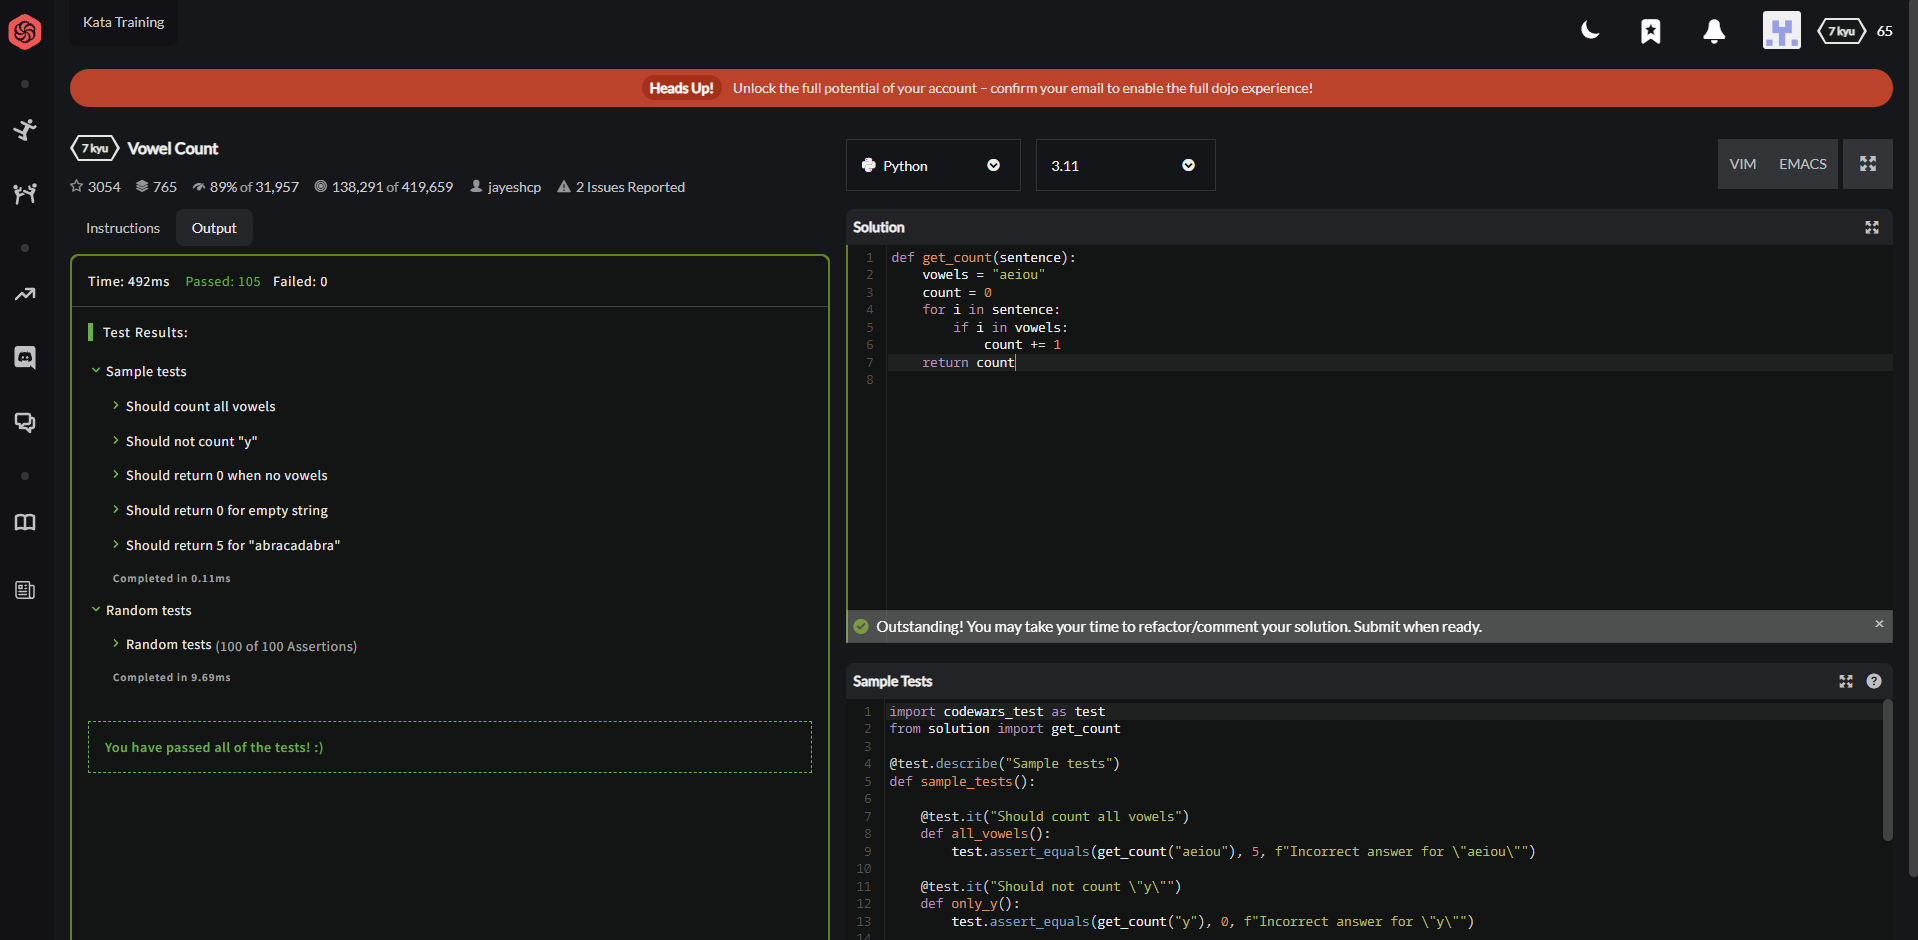 Kata Training
7 kyu 65
Heads Up! Unlock the full potential of your account – confirm your email to enable the full dojo experience!
7 kyu Vowel Count
3054 765 89% of 31,957 138,291 of 419,659 jayeshcp 2 Issues Reported
Instructions Output
Time: 492ms Passed: 105 Failed: 0
Test Results:
Sample tests
Should count all vowels
Should not count "y"
Should return 0 when no vowels
Should return 0 for empty string
Should return 5 for "abracadabra"
Completed in 0.11ms
Random tests
Random tests (100 of 100 Assertions)
Completed in 9.69ms
You have passed all of the tests! :)
Python 3.11 VIM EMACS
Solution
1 def get_count(sentence):
2     vowels = "aeiou"
3     count = 0
4     for i in sentence:
5         if i in vowels:
6             count += 1
7     return count
8
Outstanding! You may take your time to refactor/comment your solution. Submit when ready. ×
Sample Tests ?
1 import codewars_test as test
2 from solution import get_count
3
4 @test.describe("Sample tests")
5 def sample_tests():
6
7     @test.it("Should count all vowels")
8     def all_vowels():
9         test.assert_equals(get_count("aeiou"), 5, f"Incorrect answer for \"aeiou\"")
10
11     @test.it("Should not count \"y\"")
12     def only_y():
13         test.assert_equals(get_count("y"), 0, f"Incorrect answer for \"y\"")
14